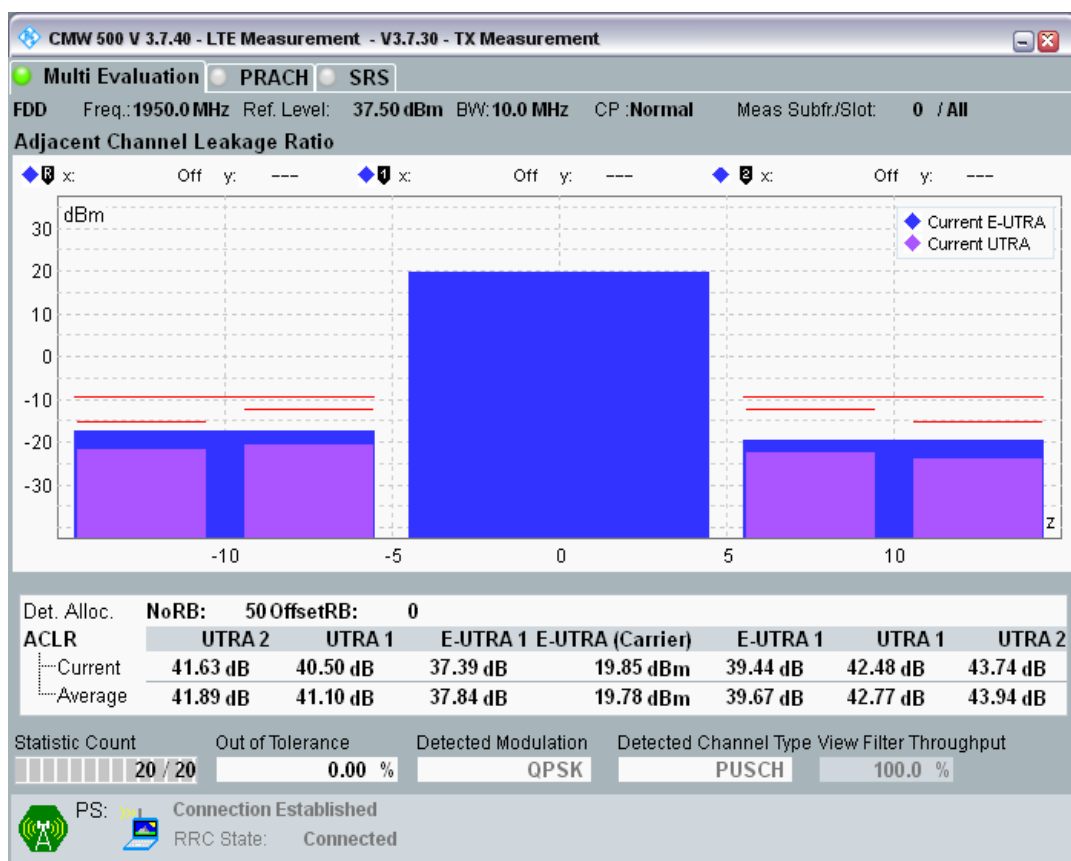 CMW 500 V 3.7.40 - LTE Measurement - V3.7.30 - TX Measurement
Multi Evaluation PRACH SRS
FDD Freq.: 1950.0 MHz Ref. Level: 37.50 dBm BW: 10.0 MHz CP :Normal Meas Subfr./Slot: 0 / All
Adjacent Channel Leakage Ratio
R x: Off y: --- 1 x: Off y: --- 2 x: Off y: ---
dBm
Current E-UTRA
Current UTRA
30
20
10
0
-10
-20
-30
z
-10 -5 0 5 10
Det. Alloc. NoRB: 50 OffsetRB: 0
ACLR UTRA 2 UTRA 1 E-UTRA 1 E-UTRA (Carrier) E-UTRA 1 UTRA 1 UTRA 2
Current 41.63 dB 40.50 dB 37.39 dB 19.85 dBm 39.44 dB 42.48 dB 43.74 dB
Average 41.89 dB 41.10 dB 37.84 dB 19.78 dBm 39.67 dB 42.77 dB 43.94 dB
Statistic Count Out of Tolerance Detected Modulation Detected Channel Type View Filter Throughput
20 / 20 0.00 % QPSK PUSCH 100.0 %
PS: Connection Established
RRC State: Connected